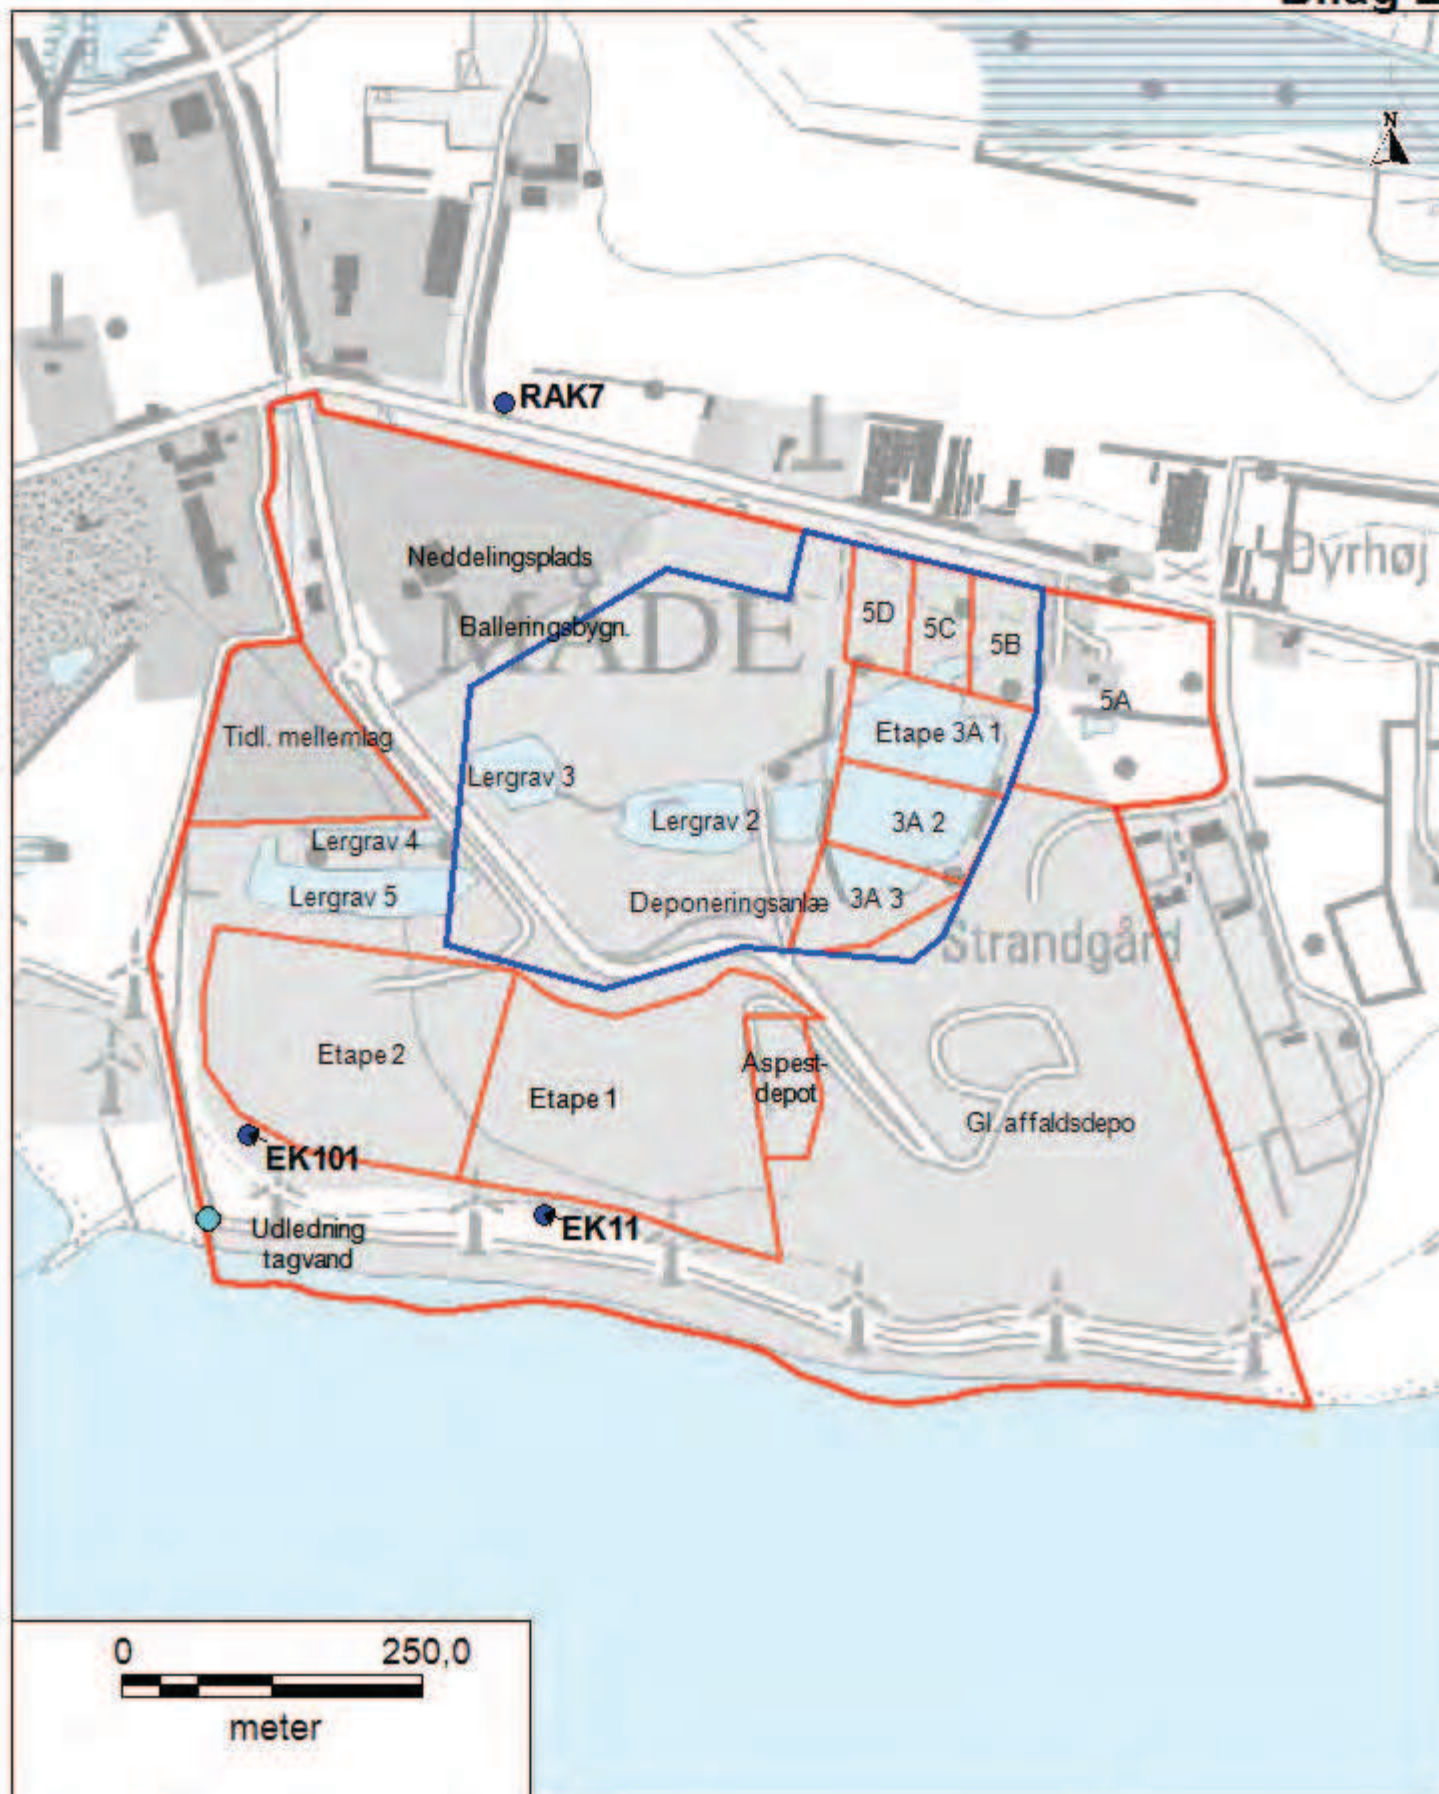 N
RAK7
Neddelingsplads
MÅDE
Balleringsbygn.
Dyrhøj
5D
5C
5B
5A
Tidl. mellemlag
Etape 3A 1
Lergrav 3
Lergrav 2
3A 2
Lergrav 4
Lergrav 5
Deponeringsanlæ
3A 3
Strandgård
Etape 2
Etape 1
Aspest-
depot
Gl. affaldsdepo
EK101
EK11
Udledning
tagvand
0 250,0
meter